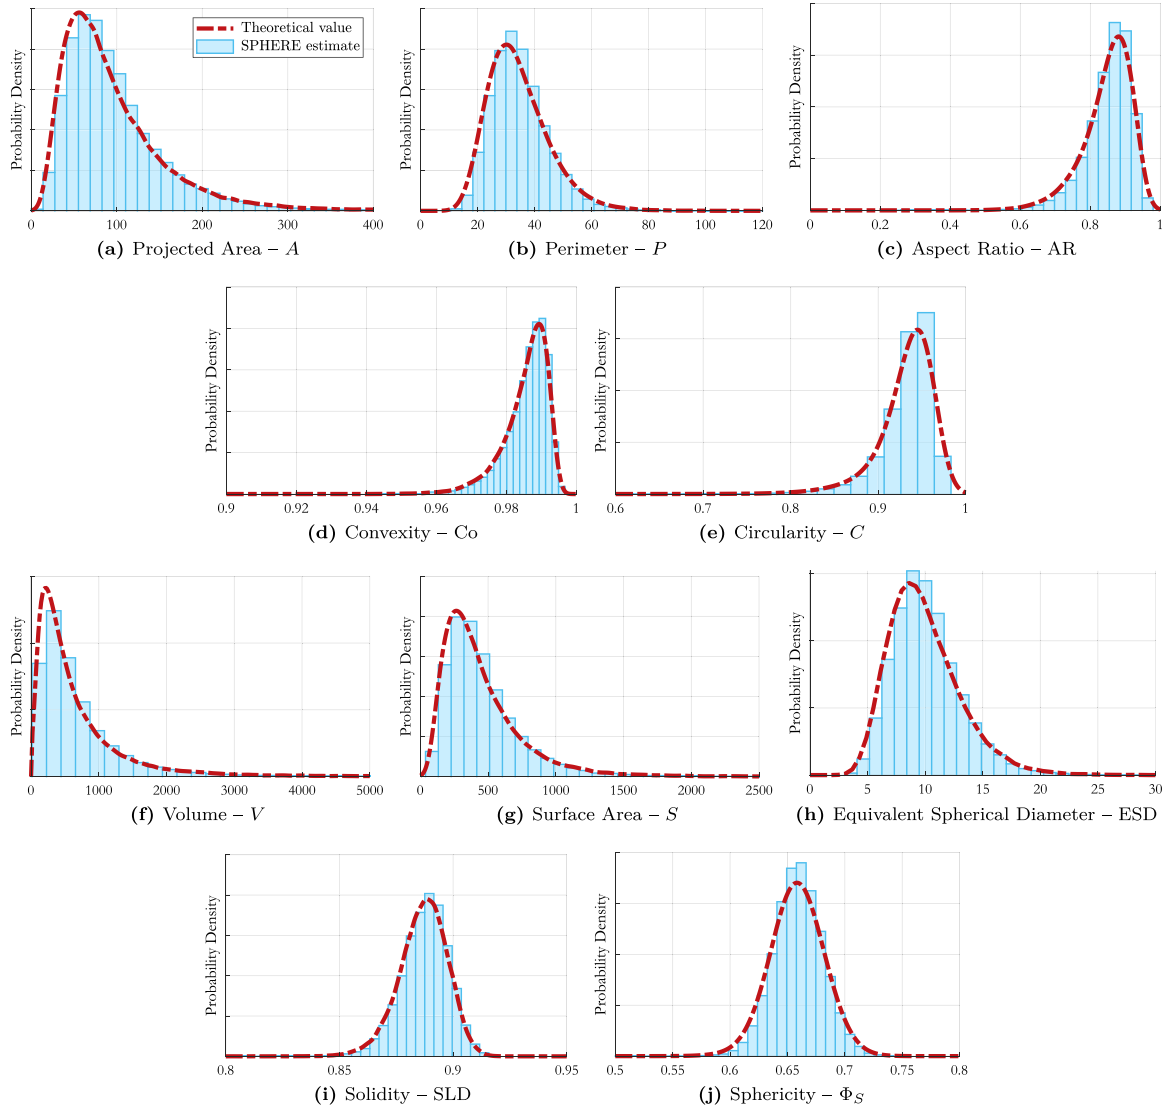 Theoretical value
SPHERE estimate
Probability Density
0 100 200 300 400
(a) Projected Area – A
Probability Density
0 20 40 60 80 100 120
(b) Perimeter – P
Probability Density
0 0.2 0.4 0.6 0.8 1
(c) Aspect Ratio – AR
Probability Density
0.9 0.92 0.94 0.96 0.98 1
(d) Convexity – Co
Probability Density
0.6 0.7 0.8 0.9 1
(e) Circularity – C
Probability Density
0 1000 2000 3000 4000 5000
(f) Volume – V
Probability Density
0 500 1000 1500 2000 2500
(g) Surface Area – S
Probability Density
0 5 10 15 20 25 30
(h) Equivalent Spherical Diameter – ESD
Probability Density
0.8 0.85 0.9 0.95
(i) Solidity – SLD
Probability Density
0.5 0.55 0.6 0.65 0.7 0.75 0.8
(j) Sphericity – Φ_S